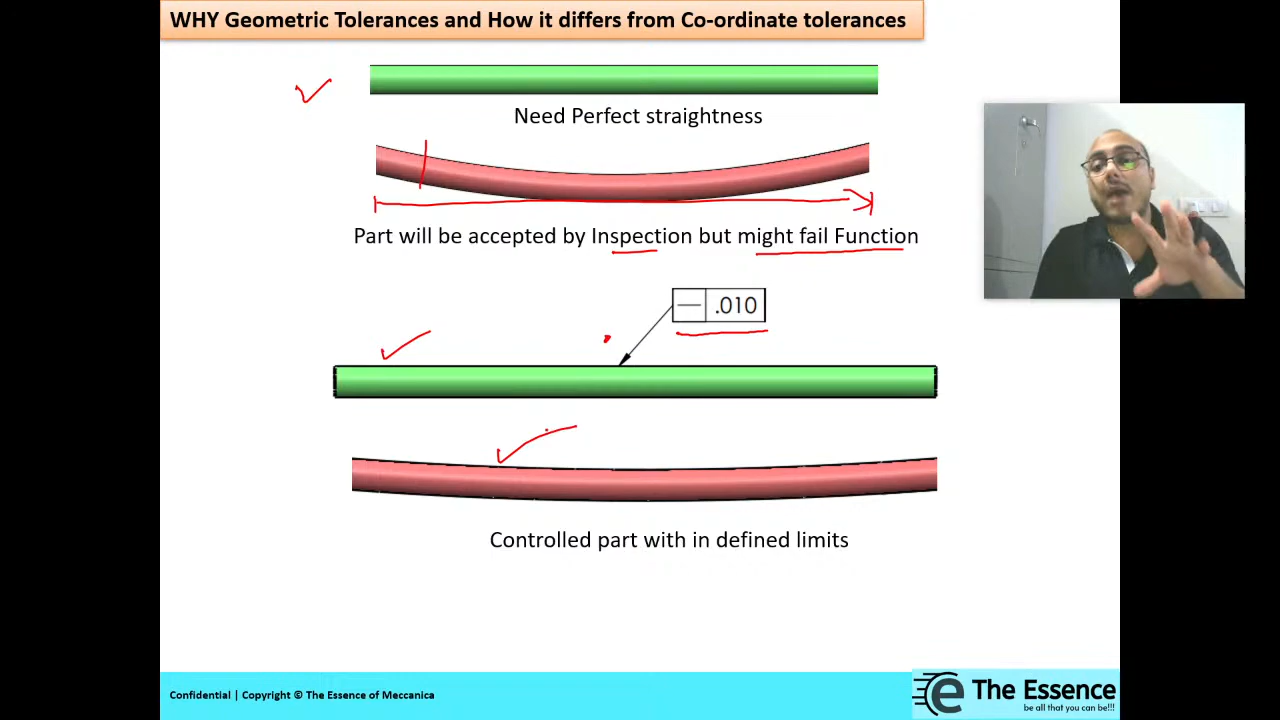 WHY Geometric Tolerances and How it differs from Co-ordinate tolerances
Need Perfect straightness
Part will be accepted by Inspection but might fail Function
.010
Controlled part with in defined limits
Confidential | Copyright © The Essence of Meccanica
The Essence
be all that you can be!!!